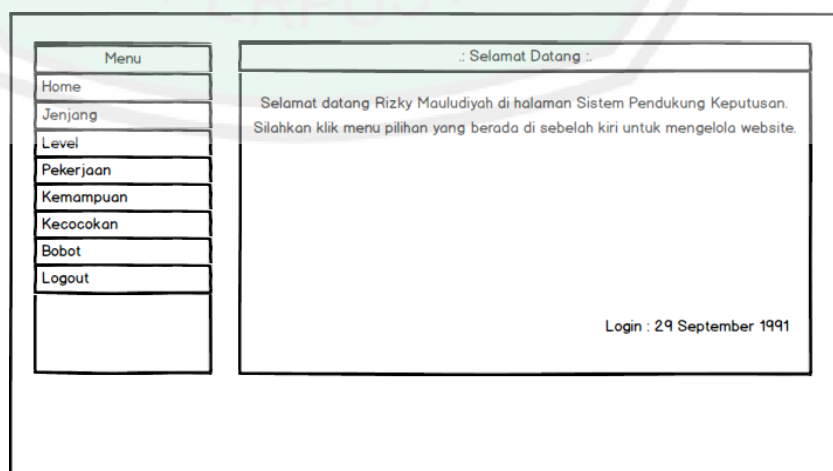 Menu
Home
Jenjang
Level
Pekerjaan
Kemampuan
Kecocokan
Bobot
Logout
.: Selamat Datang :.
Selamat datang Rizky Mauludiyah di halaman Sistem Pendukung Keputusan.
Silahkan klik menu pilihan yang berada di sebelah kiri untuk mengelola website.
Login : 29 September 1991